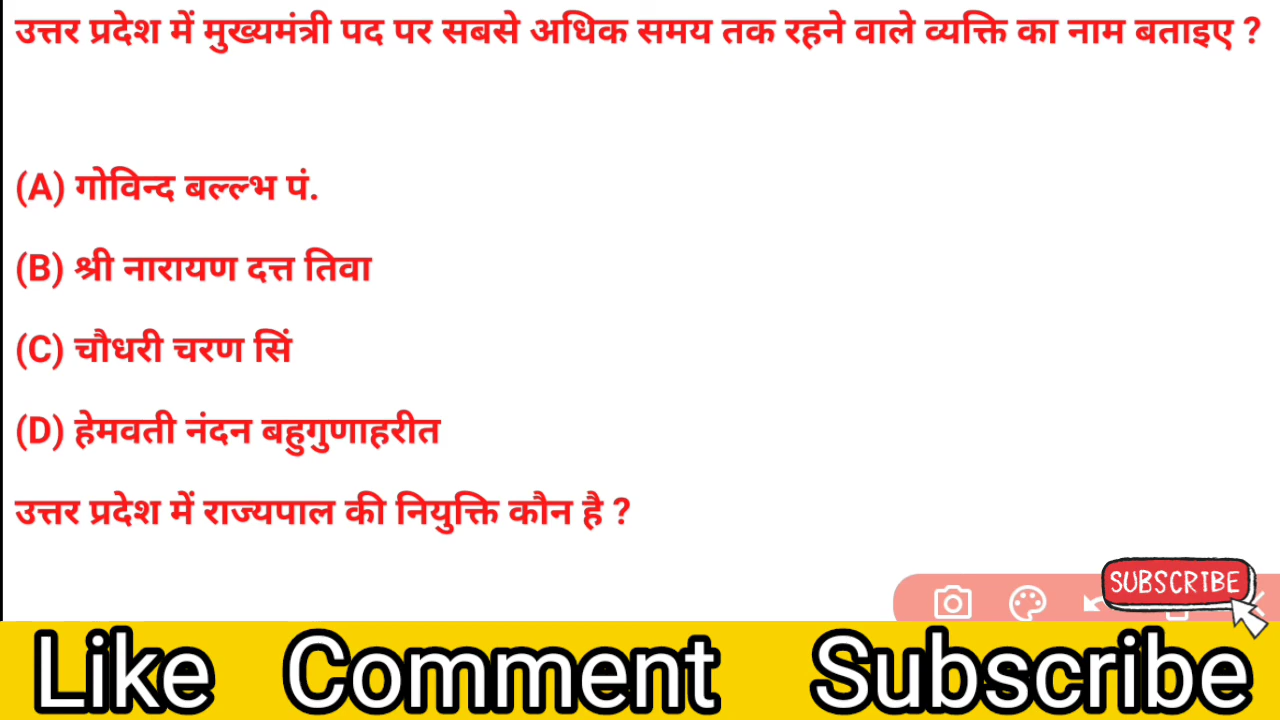 उत्तर प्रदेश में मुख्यमंत्री पद पर सबसे अधिक समय तक रहने वाले व्यक्ति का नाम बताइए ?
(A) गोविन्द बल्ल्भ पं.
(B) श्री नारायण दत्त तिवा
(C) चौधरी चरण सिं
(D) हेमवती नंदन बहुगुणाहरीत
उत्तर प्रदेश में राज्यपाल की नियुक्ति कौन है ?
SUBSCRIBE
Like Comment Subscribe